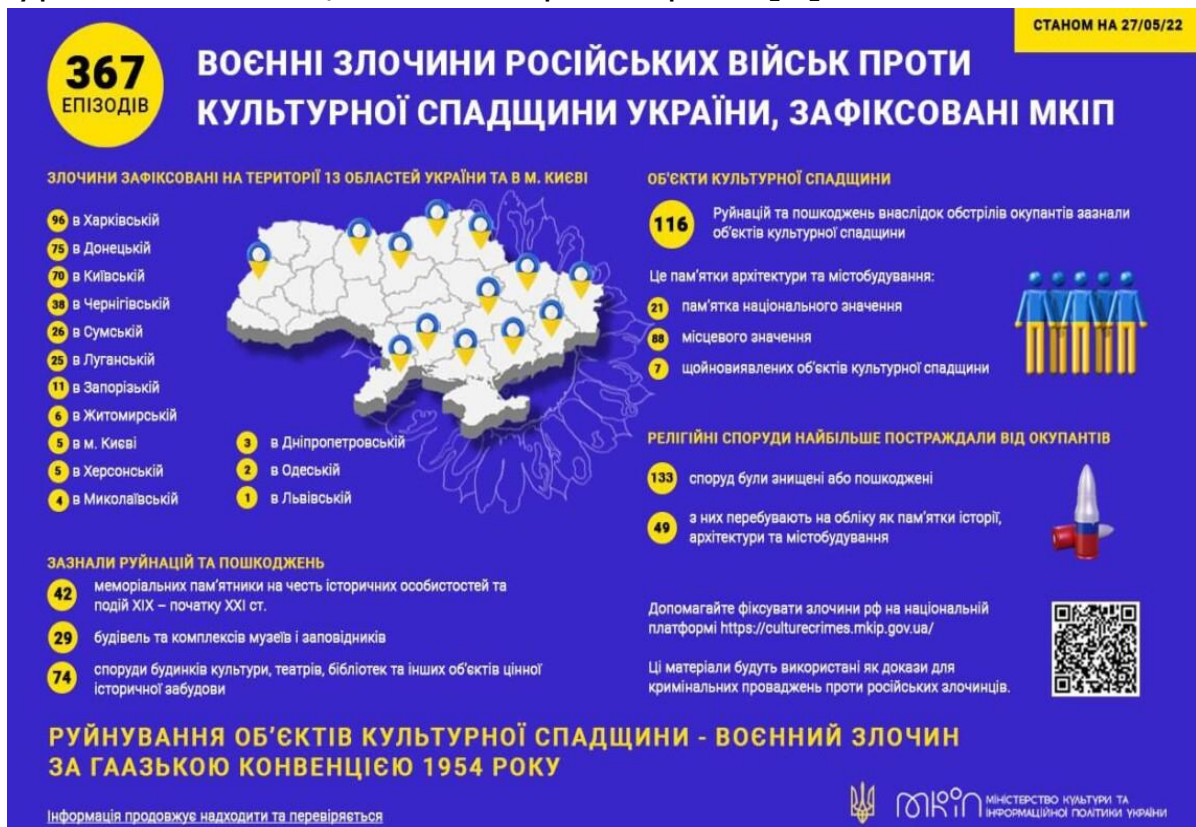 СТАНОМ НА 27/05/22
367
ЕПІЗОДІВ
ВОЄННІ ЗЛОЧИНИ РОСІЙСЬКИХ ВІЙСЬК ПРОТИ
КУЛЬТУРНОЇ СПАДЩИНИ УКРАЇНИ, ЗАФІКСОВАНІ МКІП
ЗЛОЧИНИ ЗАФІКСОВАНІ НА ТЕРИТОРІЇ 13 ОБЛАСТЕЙ УКРАЇНИ ТА В М. КИЄВІ
96 в Харківській
75 в Донецькій
70 в Київській
38 в Чернігівській
26 в Сумській
25 в Луганській
11 в Запорізькій
6 в Житомирській
5 в м. Києві
5 в Херсонській
4 в Миколаївській
3 в Дніпропетровській
2 в Одеській
1 в Львівській
ЗАЗНАЛИ РУЙНАЦІЙ ТА ПОШКОДЖЕНЬ
42 меморіальних пам'ятники на честь історичних особистостей та
подій XIX – початку XXI ст.
29 будівель та комплексів музеїв і заповідників
74 споруди будинків культури, театрів, бібліотек та інших об'єктів цінної
історичної забудови
ОБ'ЄКТИ КУЛЬТУРНОЇ СПАДЩИНИ
116 Руйнацій та пошкоджень внаслідок обстрілів окупантів зазнали
об'єктів культурної спадщини
Це пам'ятки архітектури та містобудування:
21 пам'ятка національного значення
88 місцевого значення
7 щойновиявлених об'єктів культурної спадщини
РЕЛІГІЙНІ СПОРУДИ НАЙБІЛЬШЕ ПОСТРАЖДАЛИ ВІД ОКУПАНТІВ
133 споруд були знищені або пошкоджені
49 з них перебувають на обліку як пам'ятки історії,
архітектури та містобудування
Допомагайте фіксувати злочини рф на національній
платформі https://culturecrimes.mkip.gov.ua/
Ці матеріали будуть використані як докази для
кримінальних проваджень проти російських злочинців.
РУЙНУВАННЯ ОБ'ЄКТІВ КУЛЬТУРНОЇ СПАДЩИНИ - ВОЄННИЙ ЗЛОЧИН
ЗА ГААЗЬКОЮ КОНВЕНЦІЄЮ 1954 РОКУ
Інформація продовжує надходити та перевіряється
МКІП
МІНІСТЕРСТВО КУЛЬТУРИ ТА
ІНФОРМАЦІЙНОЇ ПОЛІТИКИ УКРАЇНИ